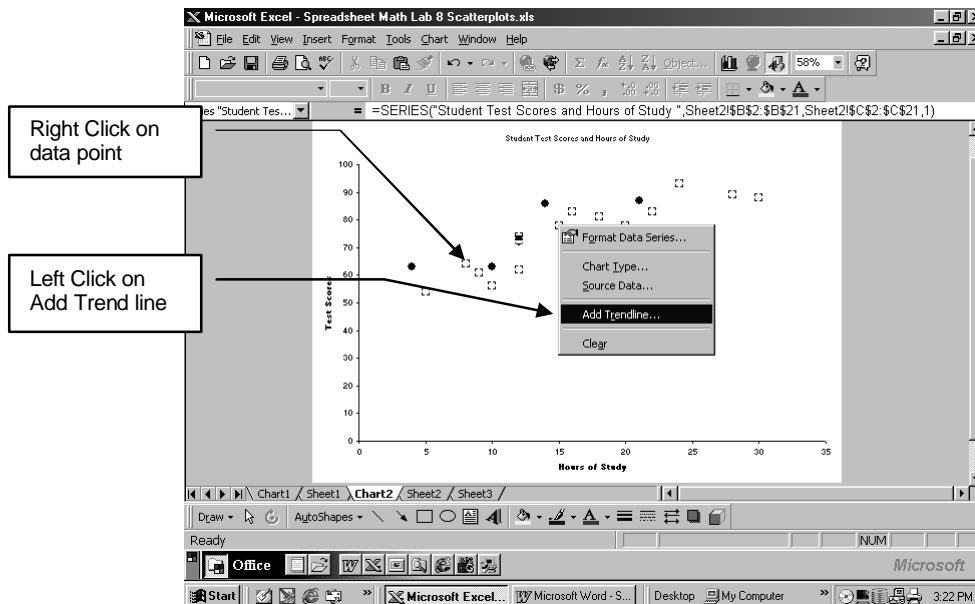 Microsoft Excel - Spreadsheet Math Lab 8 Scatterplots.xls
File Edit View Insert Format Tools Chart Window Help
ABC Object... 58%
B I U $ % ,
"Student Tes... = =SERIES("Student Test Scores and Hours of Study ",Sheet2!$B$2:$B$21,Sheet2!$C$2:$C$21,1)
Right Click on
data point
Left Click on
Add Trend line
Student Test Scores and Hours of Study
100
90
80
70
60
50
40
30
20
10
0
Test Scores
0 5 10 15 20 25 30 35
Hours of Study
Format Data Series...
Chart Type...
Source Data...
Add Trendline...
Clear
Chart1 Sheet1 Chart2 Sheet2 Sheet3
Draw AutoShapes
Ready NUM
Office Microsoft
Start Microsoft Excel... Microsoft Word - S... Desktop My Computer 3:22 PM